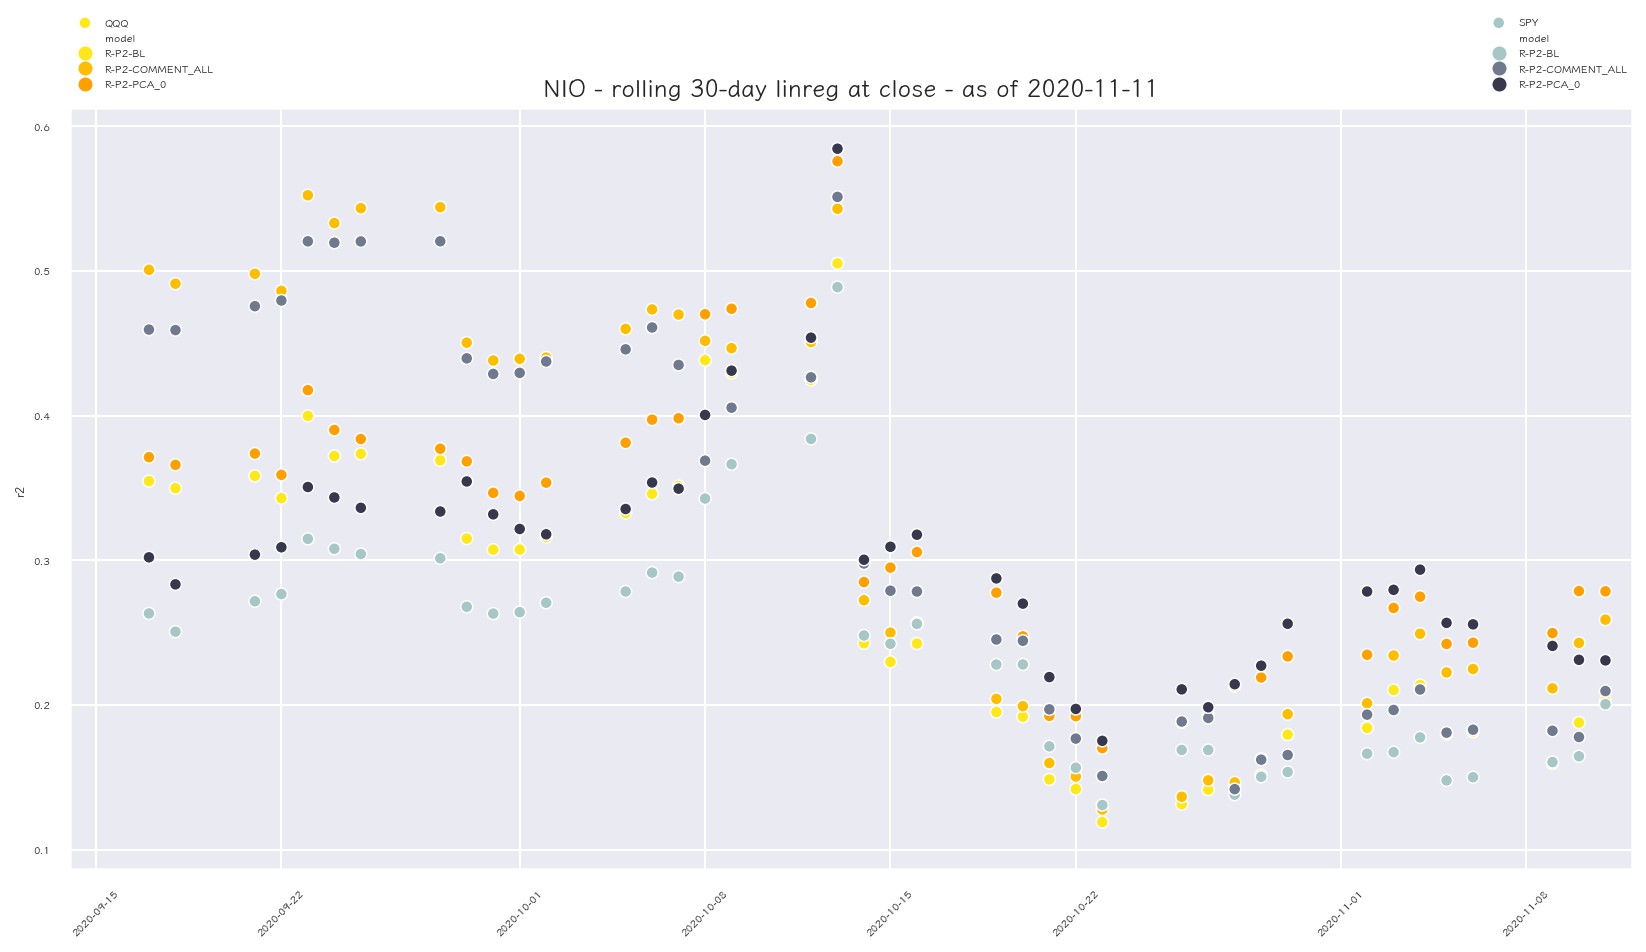 QQQ
model
R-P2-BL
R-P2-COMMENT_ALL
R-P2-PCA_0
SPY
model
R-P2-BL
R-P2-COMMENT_ALL
R-P2-PCA_0
NIO - rolling 30-day linreg at close - as of 2020-11-11
0.6
0.5
0.4
0.3
0.2
0.1
r2
2020-09-15
2020-09-22
2020-10-01
2020-10-08
2020-10-15
2020-10-22
2020-11-01
2020-11-08